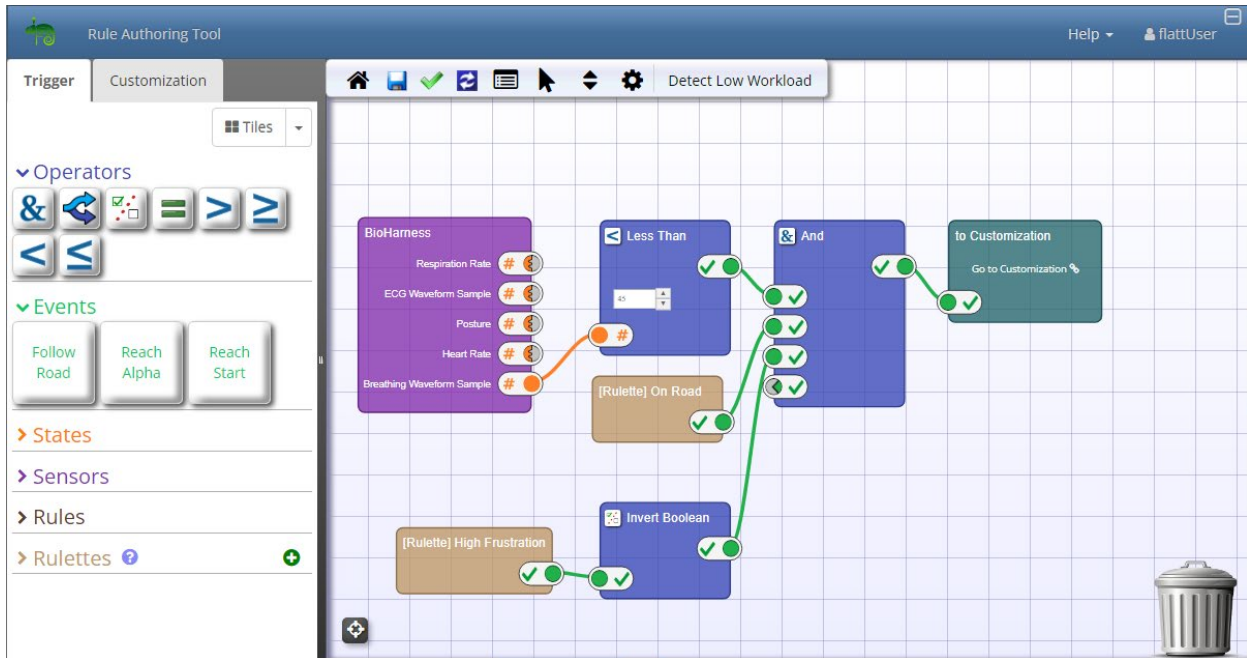 Rule Authoring Tool
Help
flattUser
Trigger
Customization
Detect Low Workload
Tiles
Operators
&
=
>
≥
<
≤
Events
Follow
Road
Reach
Alpha
Reach
Start
States
Sensors
Rules
Rulettes ?
BioHarness
Respiration Rate #
ECG Waveform Sample #
Posture #
Heart Rate #
Breathing Waveform Sample #
< Less Than
45
#
[Rulette] On Road
& And
to Customization
Go to Customization
[Rulette] High Frustration
Invert Boolean